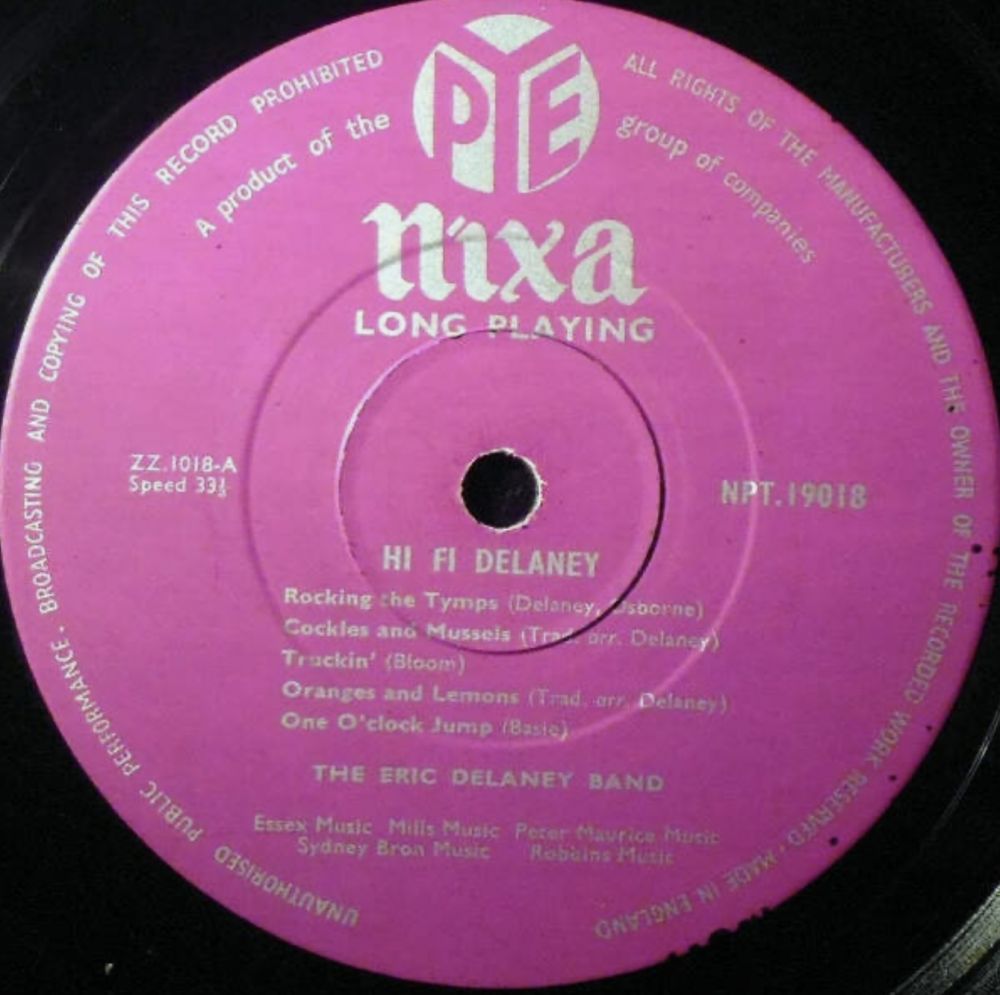 ALL RIGHTS OF THE MANUFACTURERS AND THE OWNER OF THE RECORDED WORK RESERVED · MADE IN ENGLAND
UNAUTHORISED PUBLIC PERFORMANCE · BROADCASTING AND COPYING OF THIS RECORD PROHIBITED
A product of the PYE group of companies
Nixa
LONG PLAYING
ZZ.1018-A
Speed 33⅓
NPT.19018
HI FI DELANEY
Rocking the Tymps (Delaney, Osborne)
Cockles and Mussels (Trad. arr. Delaney)
Truckin' (Bloom)
Oranges and Lemons (Trad. arr. Delaney)
One O'clock Jump (Basie)
THE ERIC DELANEY BAND
Essex Music Mills Music Peter Maurice Music
Sydney Bron Music Robbins Music